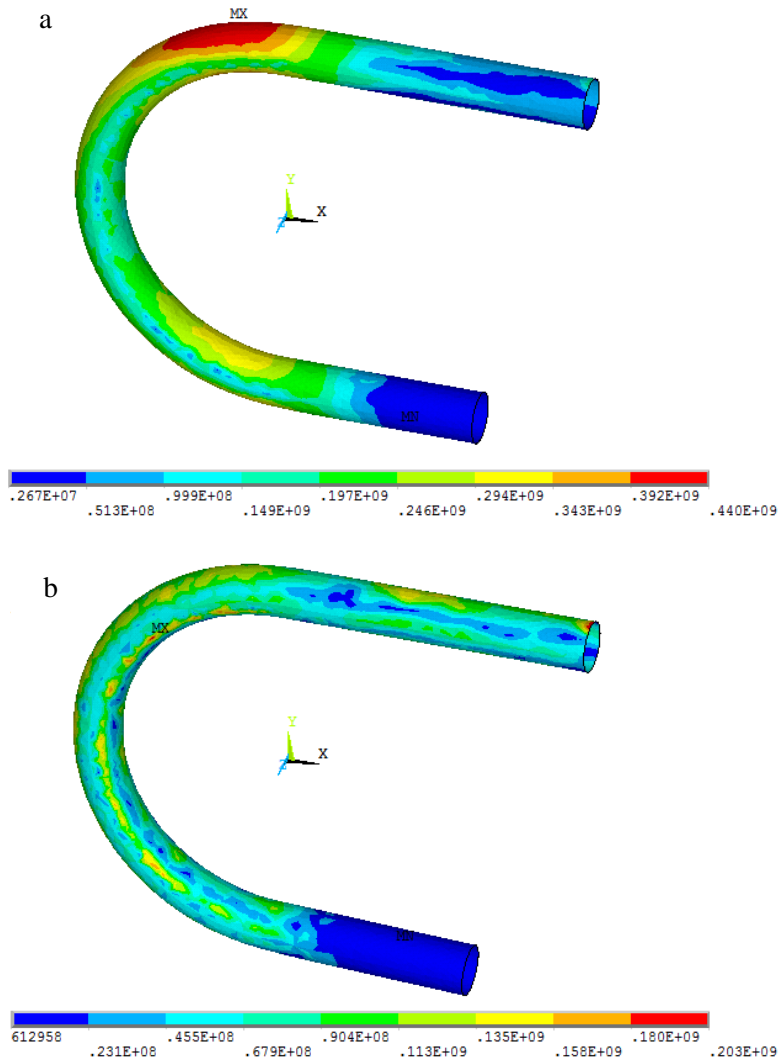 a
MX
Y
X
Z
MN
.267E+07 .999E+08 .197E+09 .294E+09 .392E+09
.513E+08 .149E+09 .246E+09 .343E+09 .440E+09
b
MX
Y
X
Z
MN
612958 .455E+08 .904E+08 .135E+09 .180E+09
.231E+08 .679E+08 .113E+09 .158E+09 .203E+09